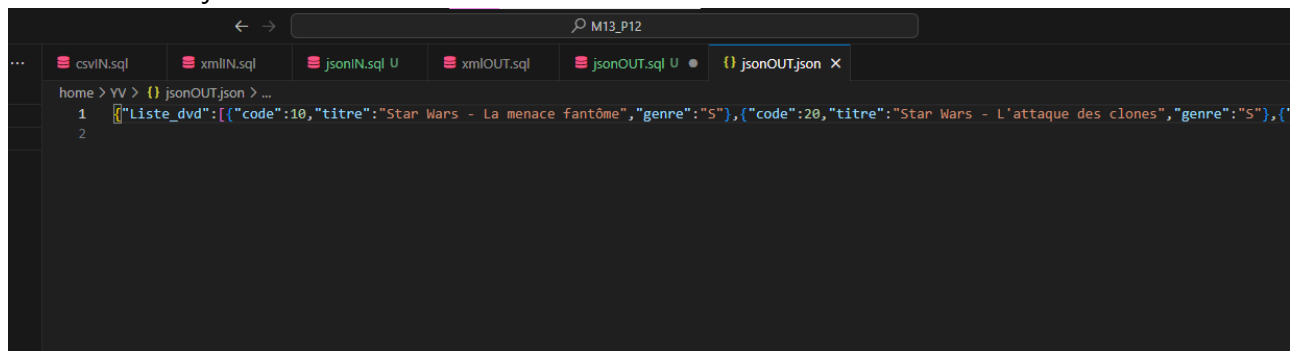 M13_P12
csvIN.sql xmlIN.sql jsonIN.sql U xmlOUT.sql jsonOUT.sql U ● {} jsonOUT.json ×
home > YV > {} jsonOUT.json > ...
1 {"Liste_dvd":[{"code":10,"titre":"Star Wars - La menace fantôme","genre":"S"},{"code":20,"titre":"Star Wars - L'attaque des clones","genre":"S"},{"
2